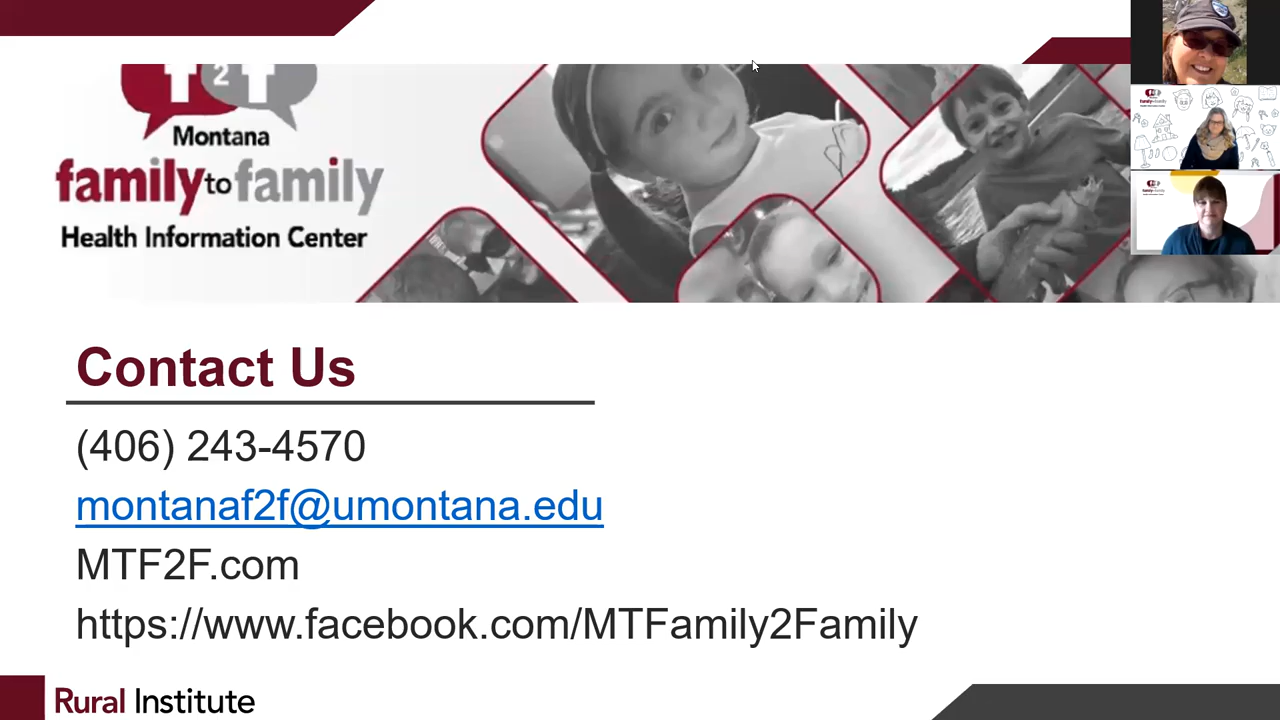 F2F
Montana
family to family
Health Information Center
Contact Us
(406) 243-4570
montanaf2f@umontana.edu
MTF2F.com
https://www.facebook.com/MTFamily2Family
Rural Institute